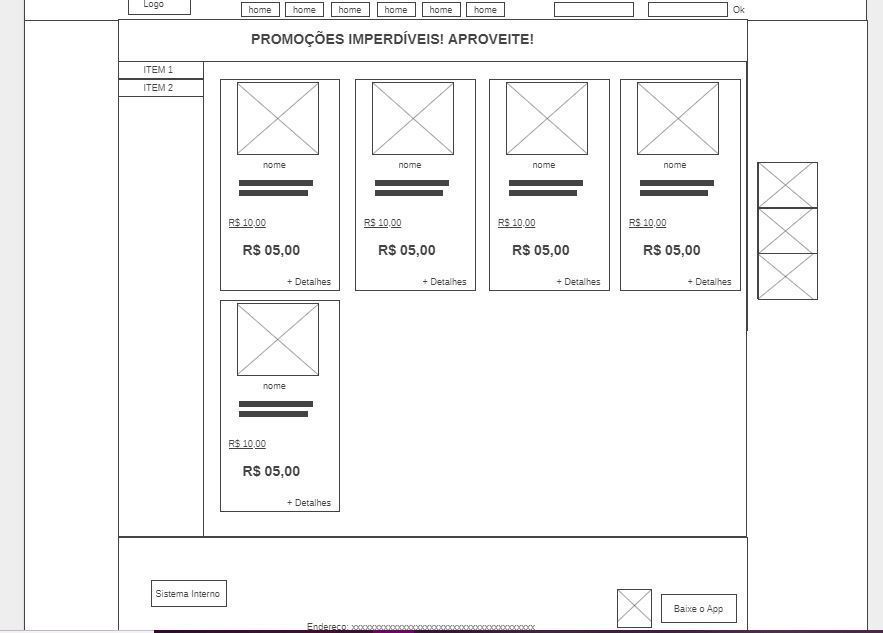 Logo
home home home home home home Ok
PROMOÇÕES IMPERDÍVEIS! APROVEITE!
ITEM 1
ITEM 2
nome nome nome nome
R$ 10,00 R$ 10,00 R$ 10,00 R$ 10,00
R$ 05,00 R$ 05,00 R$ 05,00 R$ 05,00
+ Detalhes + Detalhes + Detalhes + Detalhes
nome
R$ 10,00
R$ 05,00
+ Detalhes
Sistema Interno
Baixe o App